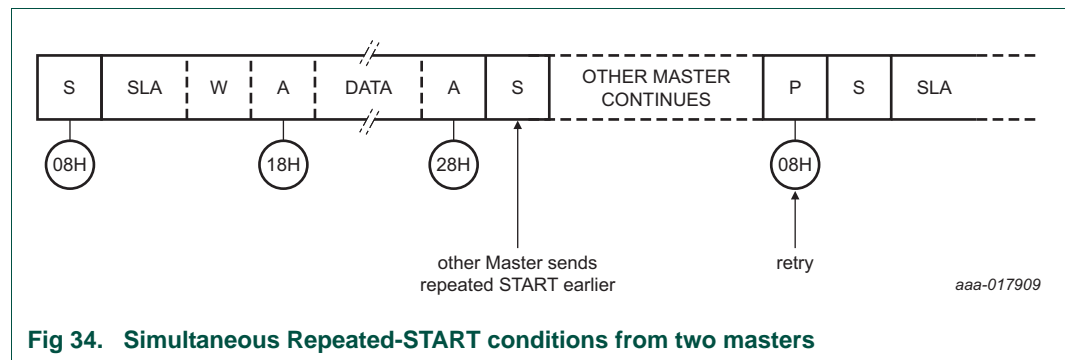 S SLA W A DATA A S OTHER MASTER CONTINUES P S SLA
08H 18H 28H 08H
other Master sends
repeated START earlier
retry
aaa-017909
Fig 34. Simultaneous Repeated-START conditions from two masters